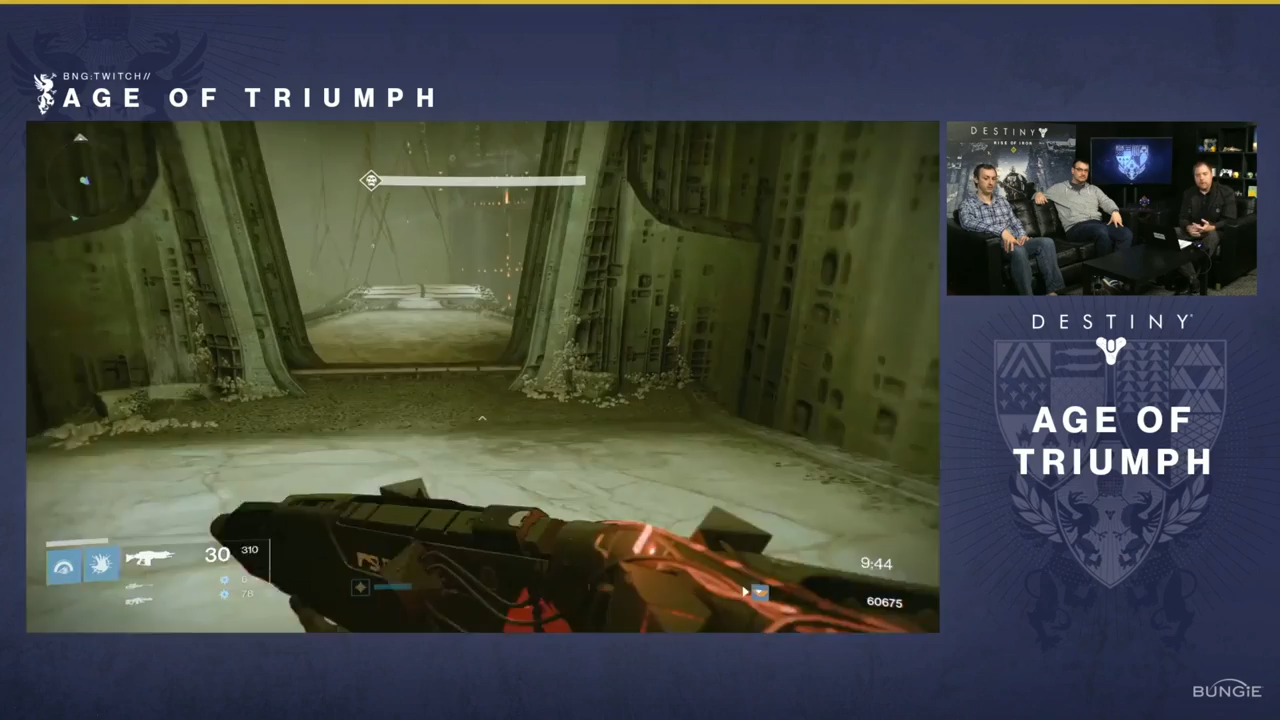 BNG:TWITCH//
AGE OF TRIUMPH
DESTINY
RISE OF IRON
30
310
6
78
9:44
60675
DESTINY
AGE OF
TRIUMPH
BUNGiE